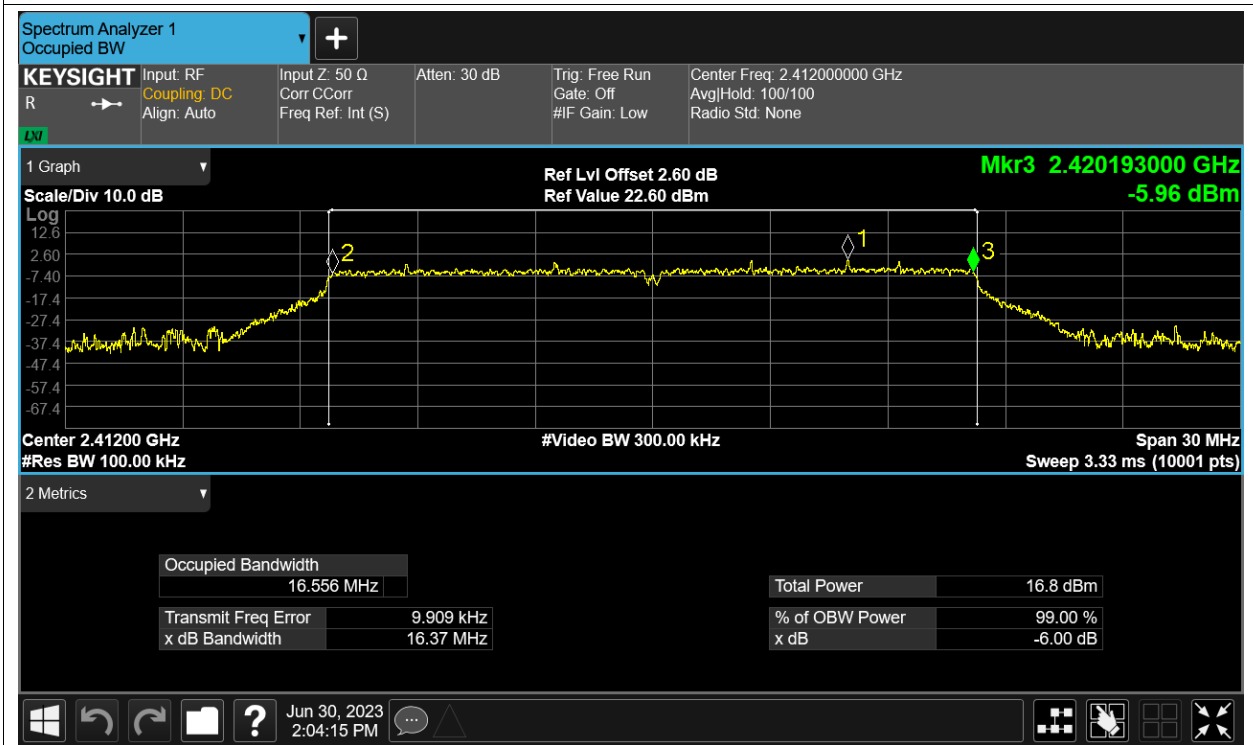 Spectrum Analyzer 1
Occupied BW
KEYSIGHT
R
LXI
Input: RF
Coupling: DC
Align: Auto
Input Z: 50 Ω
Corr CCorr
Freq Ref: Int (S)
Atten: 30 dB
Trig: Free Run
Gate: Off
#IF Gain: Low
Center Freq: 2.412000000 GHz
Avg|Hold: 100/100
Radio Std: None
1 Graph
Scale/Div 10.0 dB
Ref Lvl Offset 2.60 dB
Ref Value 22.60 dBm
Mkr3 2.420193000 GHz
-5.96 dBm
Log
12.6
2.60
-7.40
-17.4
-27.4
-37.4
-47.4
-57.4
-67.4
2
1
3
Center 2.41200 GHz
#Video BW 300.00 kHz
Span 30 MHz
#Res BW 100.00 kHz
Sweep 3.33 ms (10001 pts)
2 Metrics
Occupied Bandwidth
16.556 MHz
Total Power 16.8 dBm
Transmit Freq Error 9.909 kHz
% of OBW Power 99.00 %
x dB Bandwidth 16.37 MHz
x dB -6.00 dB
?
Jun 30, 2023
2:04:15 PM